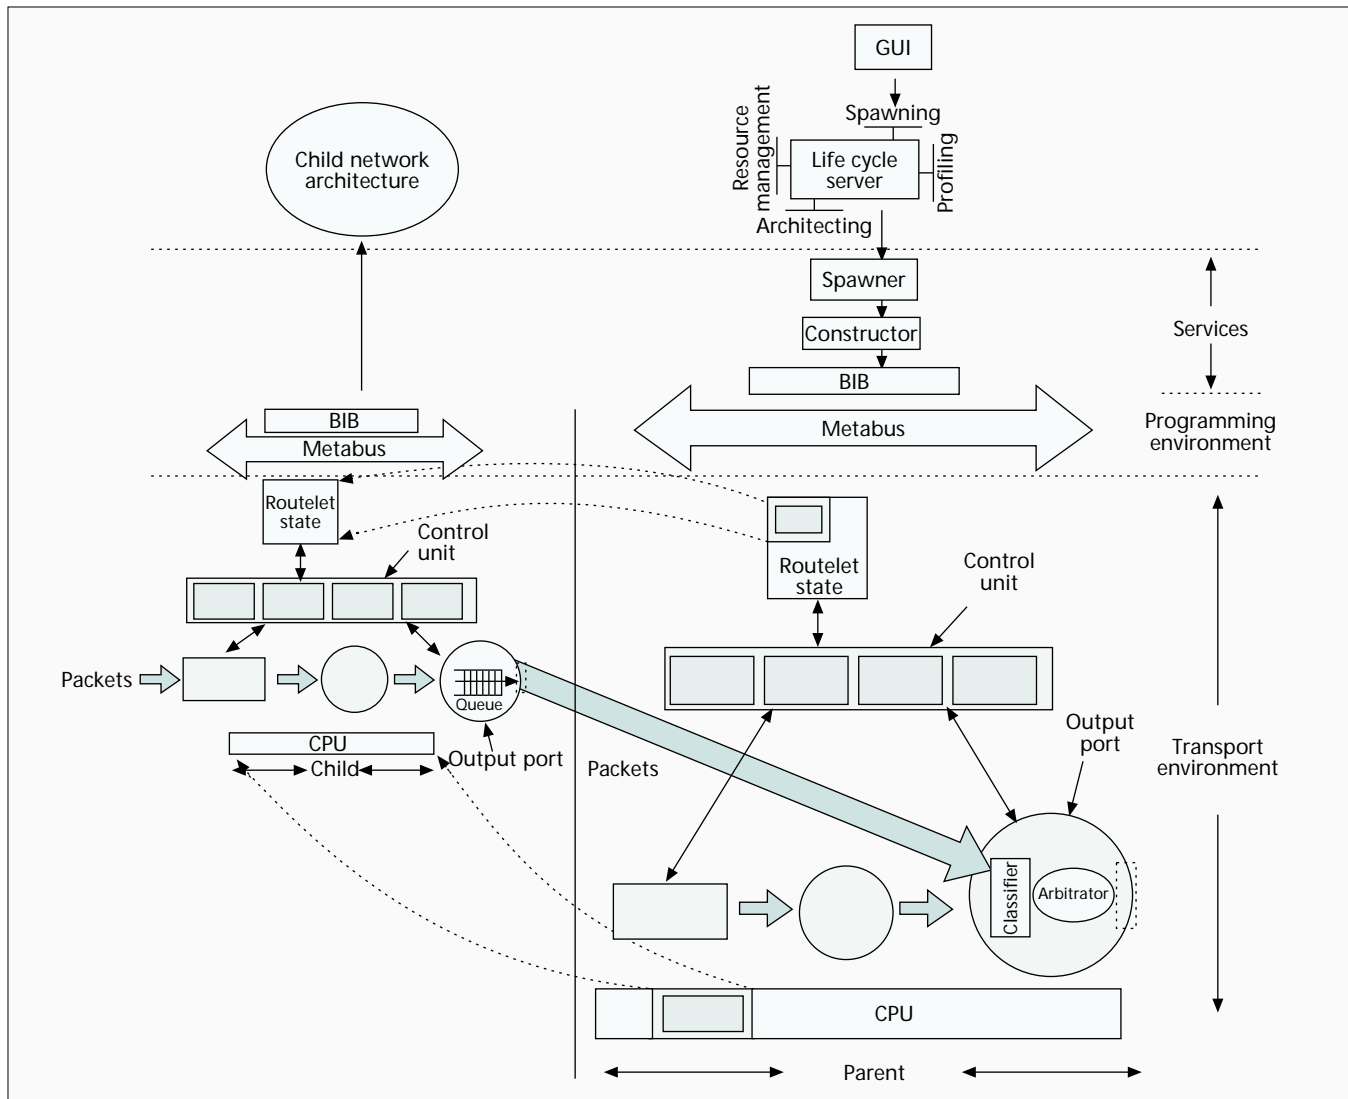 GUI
Spawning
Resource
management
Life cycle
server
Profiling
Architecting
Child network
architecture
Spawner
Constructor
BIB
Services
Metabus
Programming
environment
BIB
Metabus
Routelet
state
Control
unit
Packets
Queue
Output port
CPU
Child
Routelet
state
Control
unit
Packets
Output
port
Classifier
Arbitrator
CPU
Parent
Transport
environment